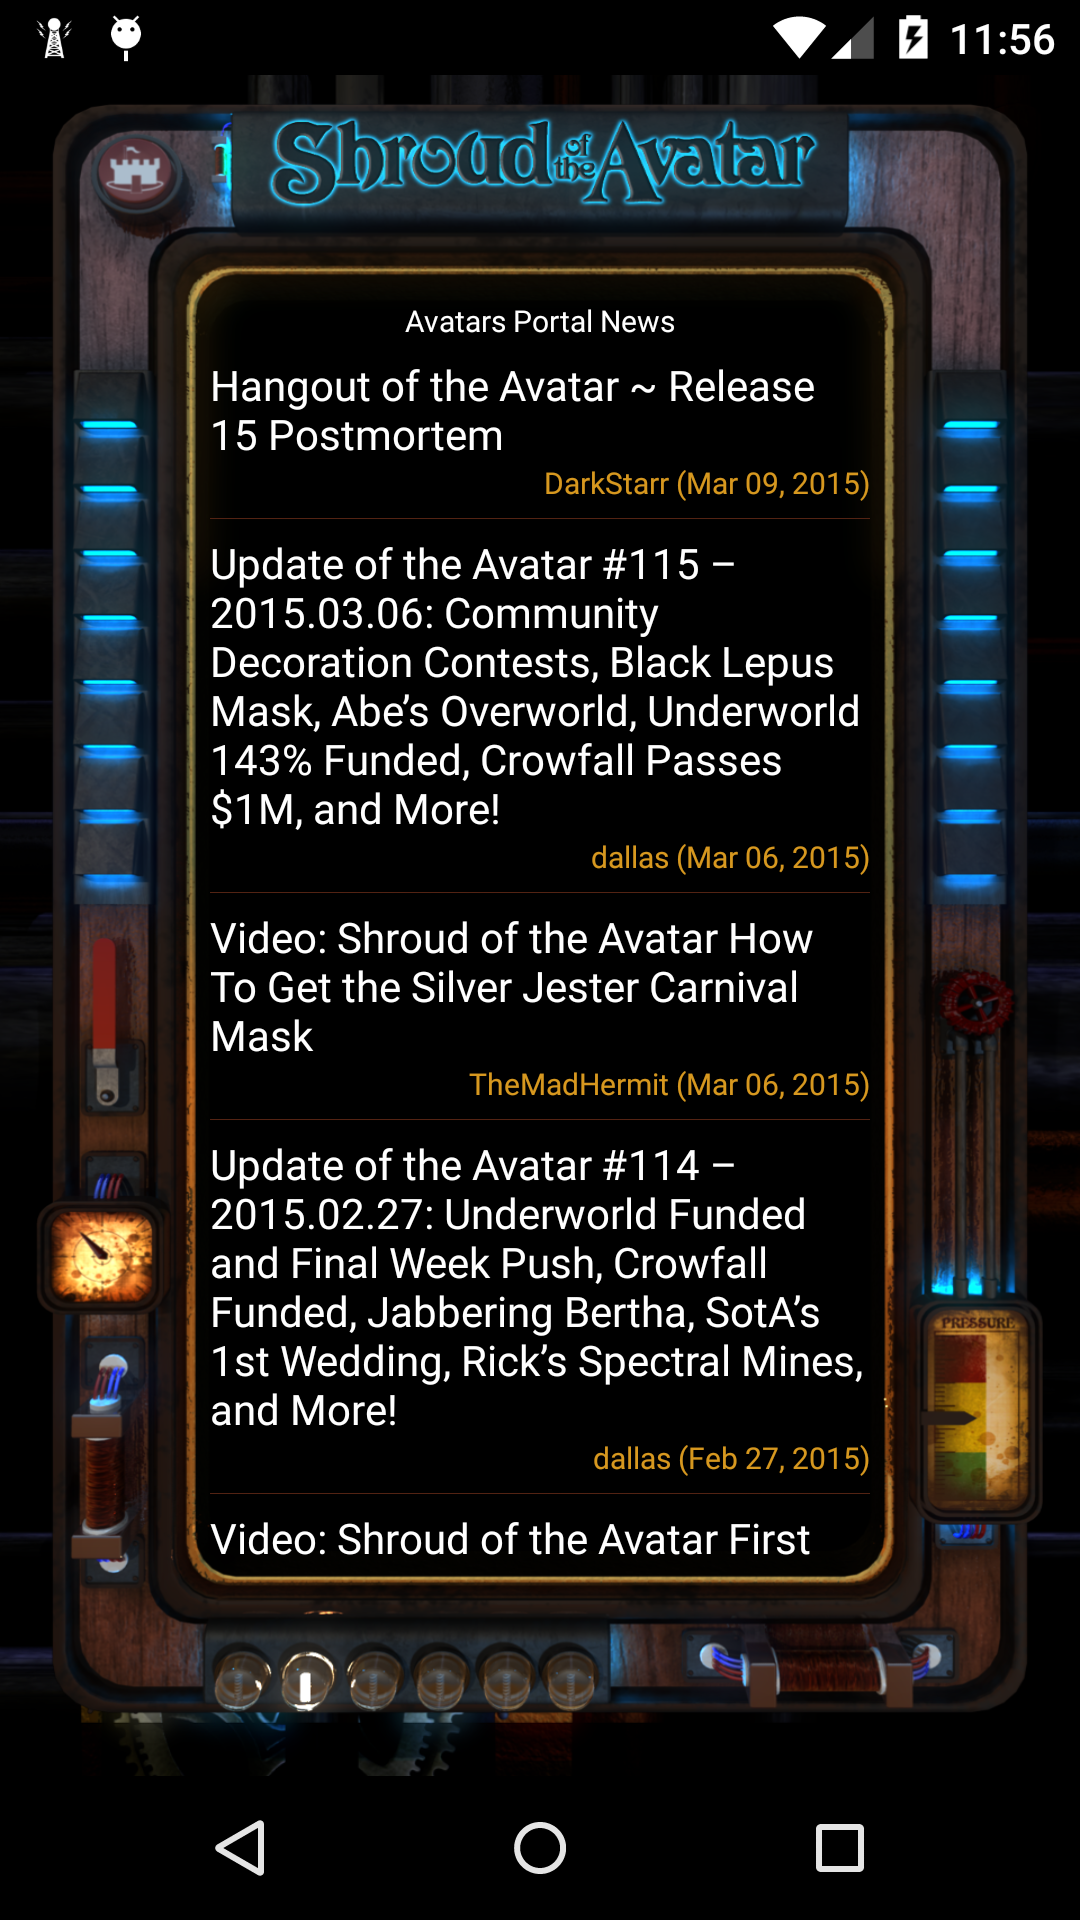 11:56
Shroud of the Avatar
Avatars Portal News
Hangout of the Avatar ~ Release
15 Postmortem
DarkStarr (Mar 09, 2015)
Update of the Avatar #115 –
2015.03.06: Community
Decoration Contests, Black Lepus
Mask, Abe’s Overworld, Underworld
143% Funded, Crowfall Passes
$1M, and More!
dallas (Mar 06, 2015)
Video: Shroud of the Avatar How
To Get the Silver Jester Carnival
Mask
TheMadHermit (Mar 06, 2015)
Update of the Avatar #114 –
2015.02.27: Underworld Funded
and Final Week Push, Crowfall
Funded, Jabbering Bertha, SotA’s
1st Wedding, Rick’s Spectral Mines,
and More!
dallas (Feb 27, 2015)
Video: Shroud of the Avatar First
PRESSURE